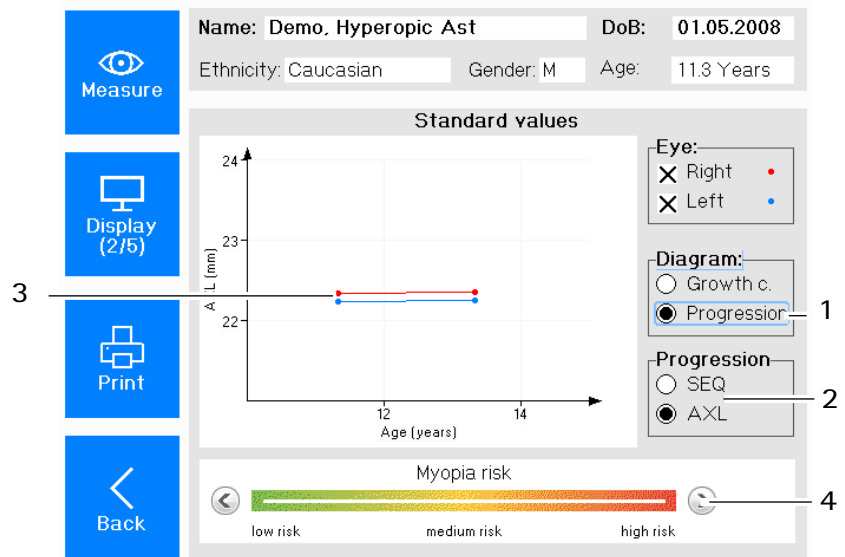 Name: Demo, Hyperopic Ast DoB: 01.05.2008
Ethnicity: Caucasian Gender: M Age: 11.3 Years
Measure
Display
(2/5)
Print
Back
Standard values
24
23
22
AXL (mm)
12 14
Age (years)
Eye:
Right
Left
Diagram:
Growth c.
Progression
Progression
SEQ
AXL
Myopia risk
low risk medium risk high risk
3
1
2
4